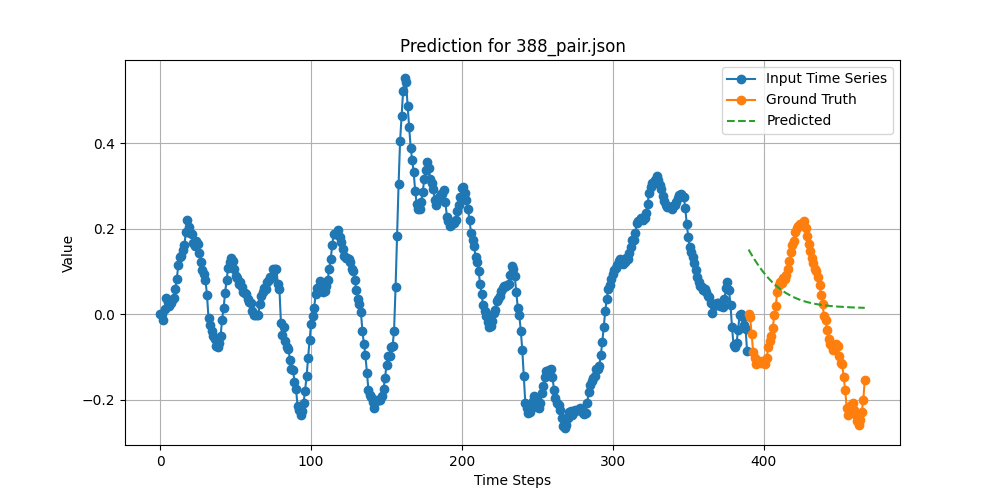 Prediction for 388_pair.json
Input Time Series
Ground Truth
Predicted
Value
0.4
0.2
0.0
−0.2
0 100 200 300 400
Time Steps